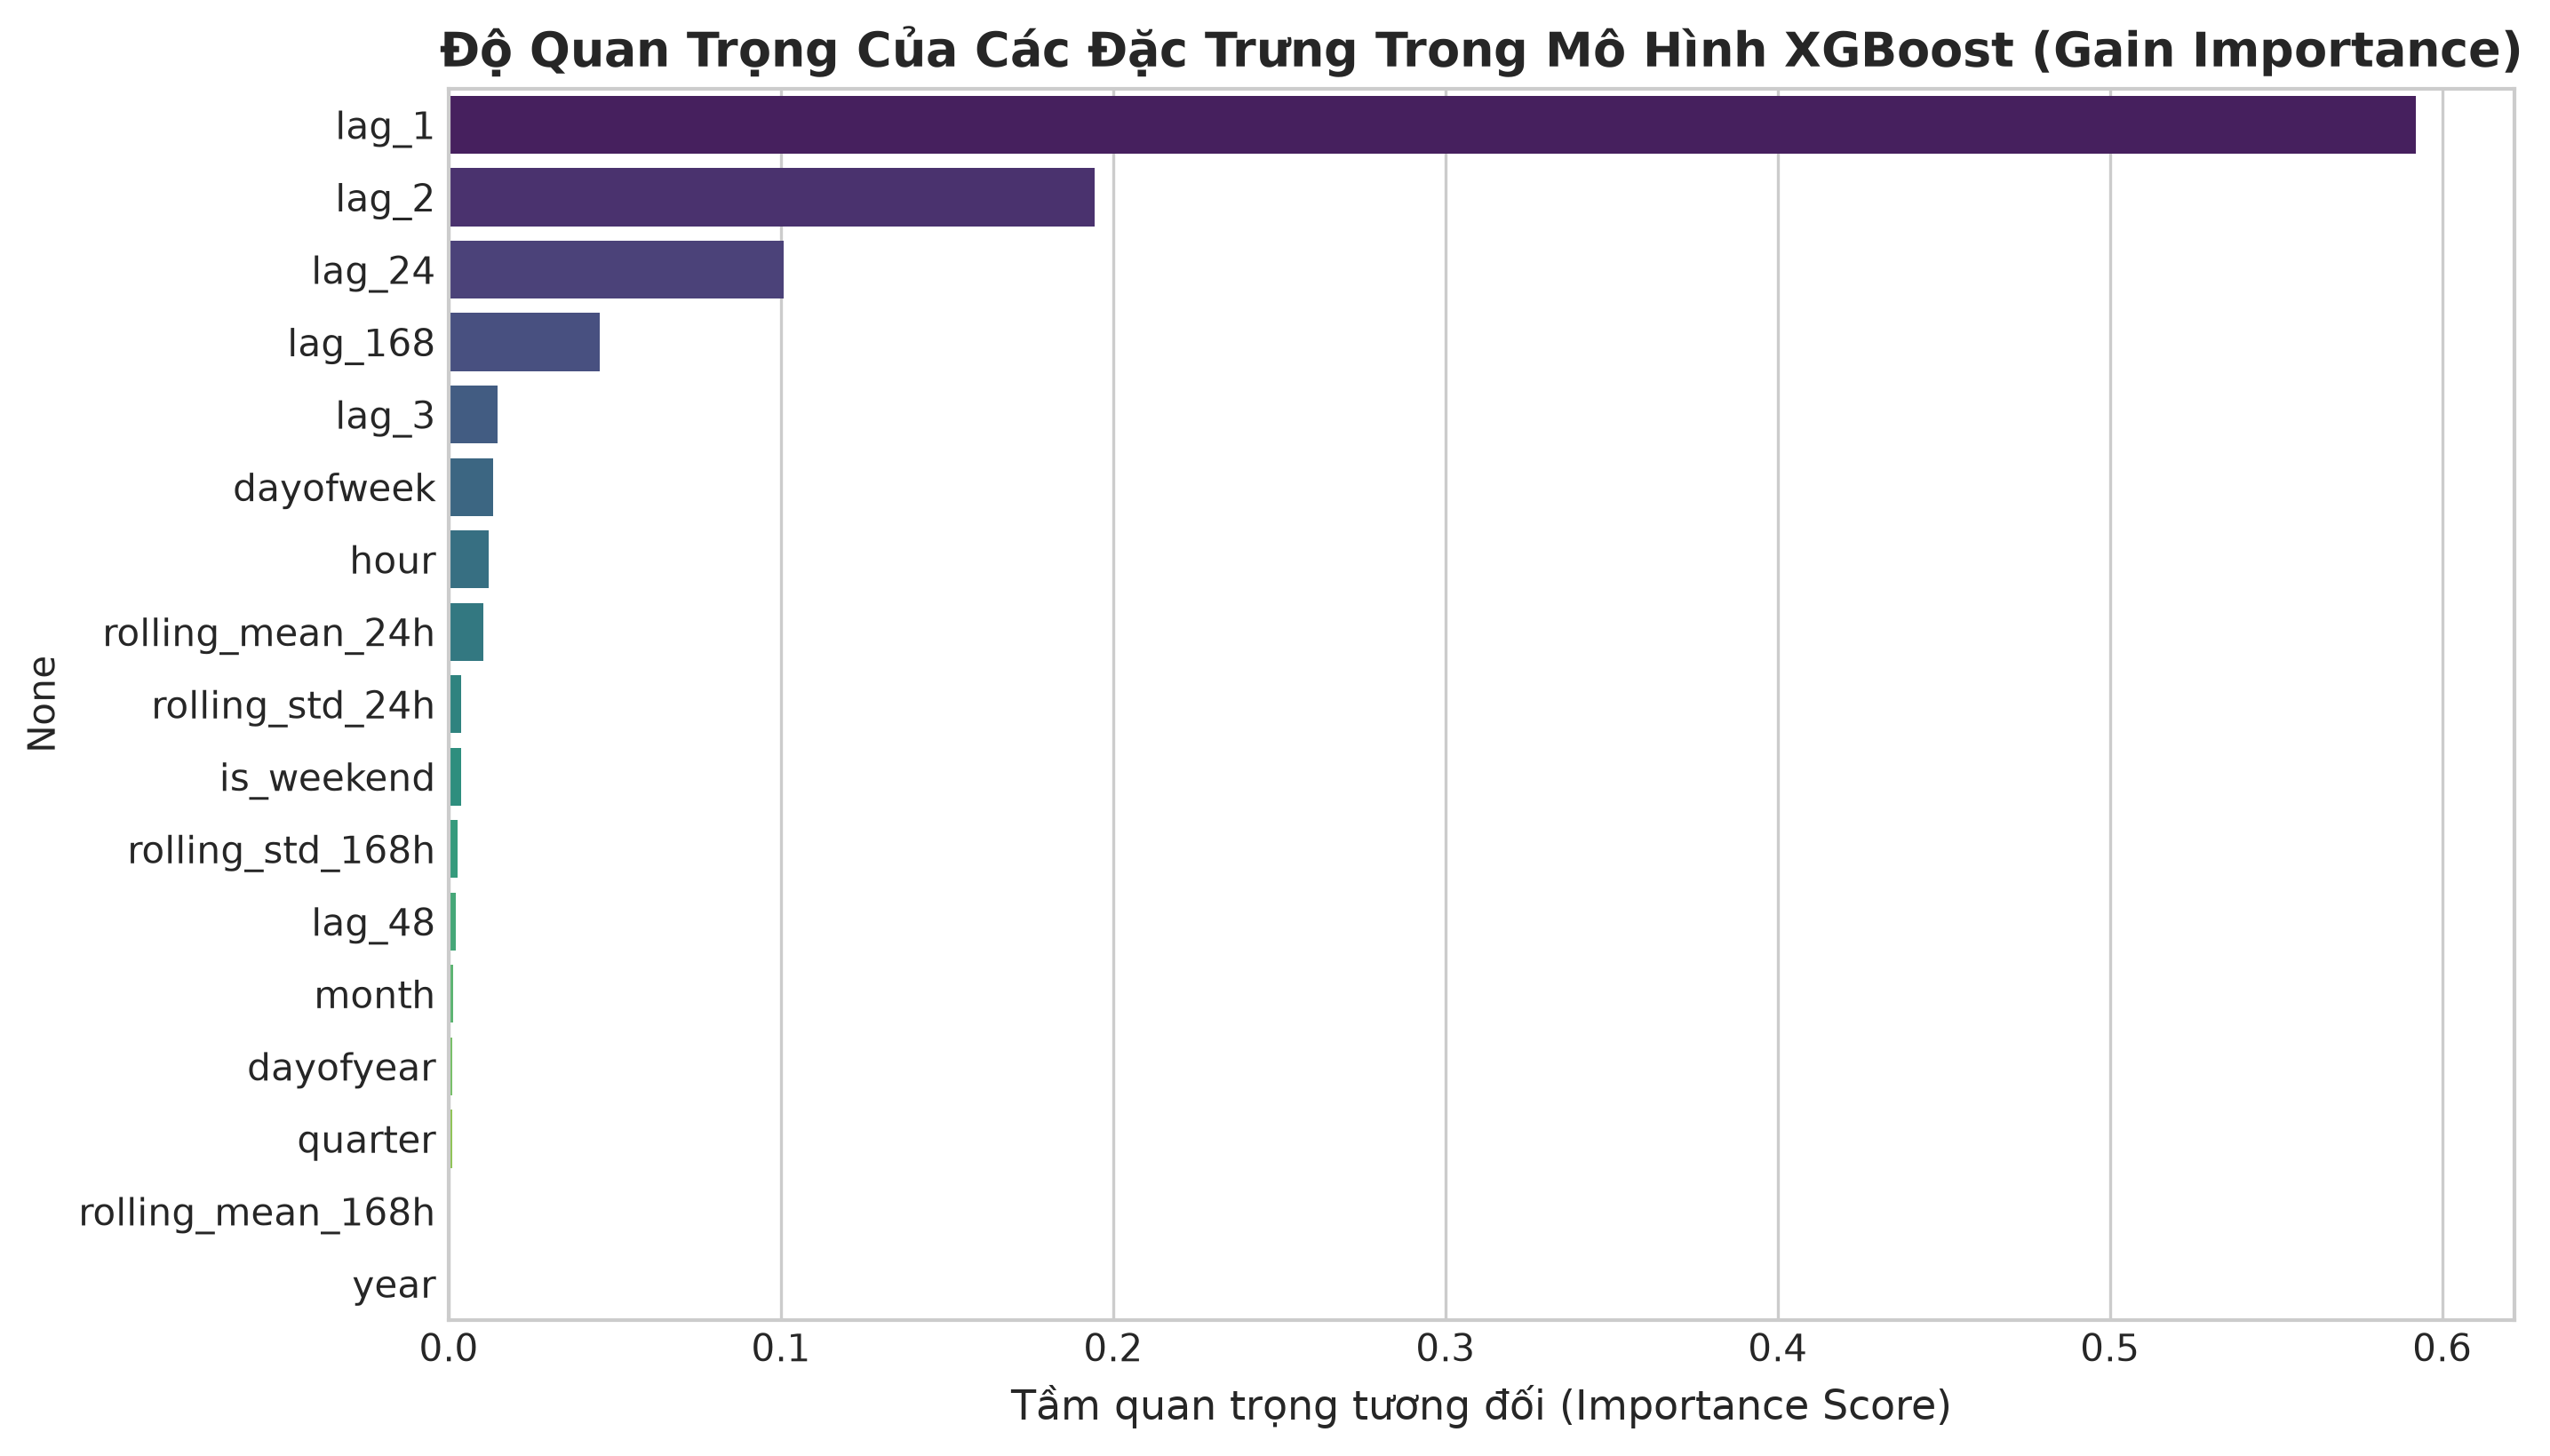 Độ Quan Trọng Của Các Đặc Trưng Trong Mô Hình XGBoost (Gain Importance)
lag_1
lag_2
lag_24
lag_168
lag_3
dayofweek
hour
rolling_mean_24h
rolling_std_24h
is_weekend
rolling_std_168h
lag_48
month
dayofyear
quarter
rolling_mean_168h
year
None
0.0 0.1 0.2 0.3 0.4 0.5 0.6
Tầm quan trọng tương đối (Importance Score)